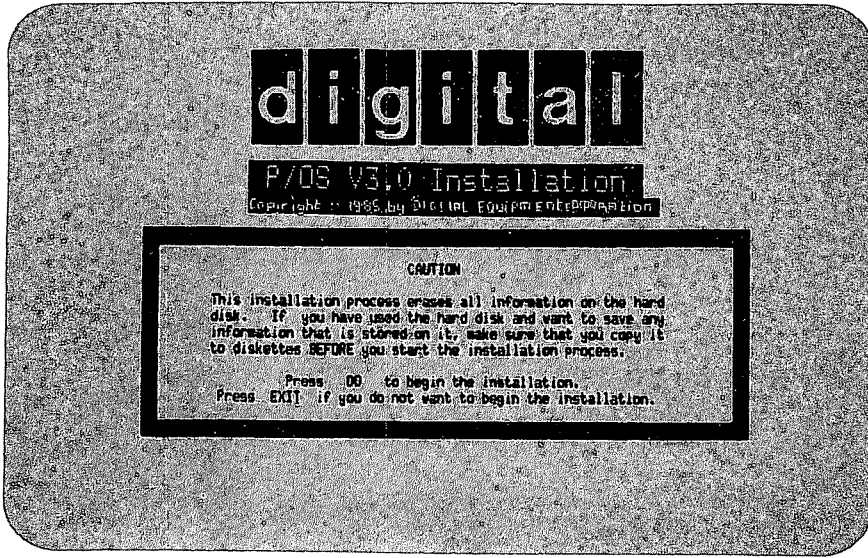 digital
P/OS V3.0 Installation
Copyright 1985, by DIGITAL Equipment Corporation
CAUTION
This installation process erases all information on the hard
disk. If you have used the hard disk and want to save any
information that is stored on it, make sure that you copy it
to diskettes BEFORE you start the installation process.
Press DO to begin the installation.
Press EXIT if you do not want to begin the installation.